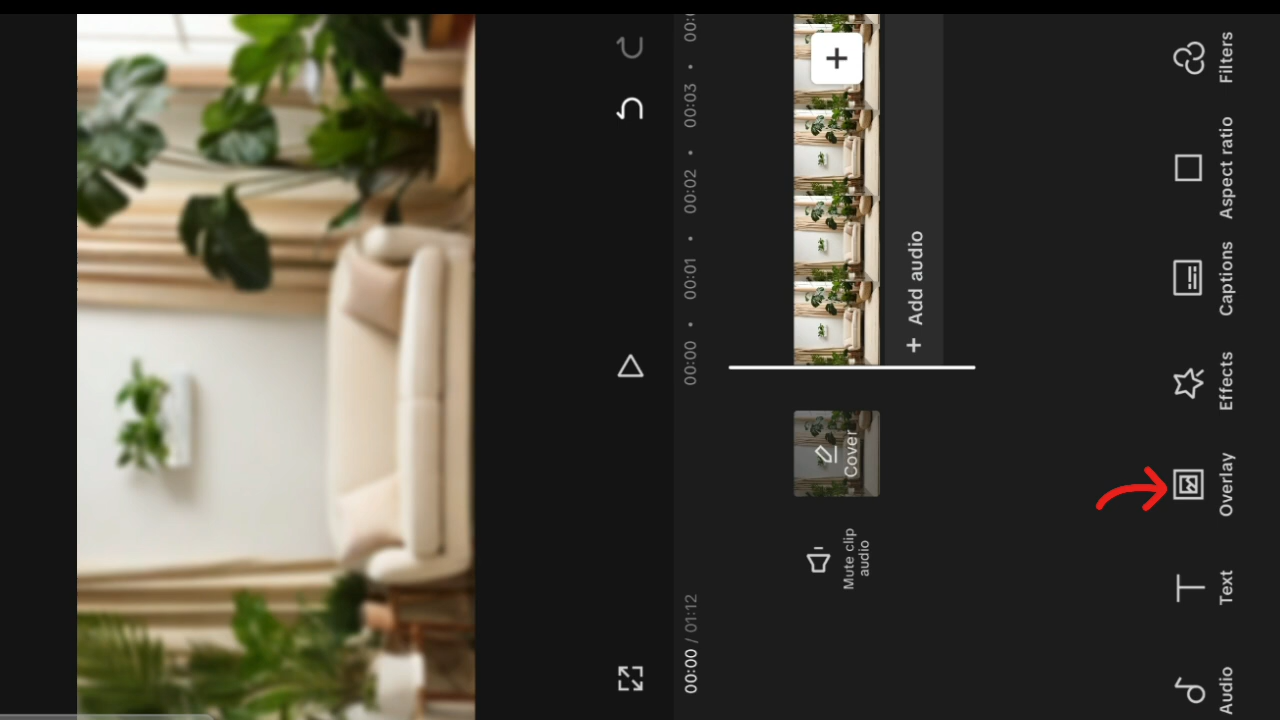 00:00 / 01:12 00:00 • 00:01 • 00:02 • 00:03 •
Mute clip
audio
Cover
+
+ Add audio
Audio Text Overlay Effects Captions Aspect ratio Filters